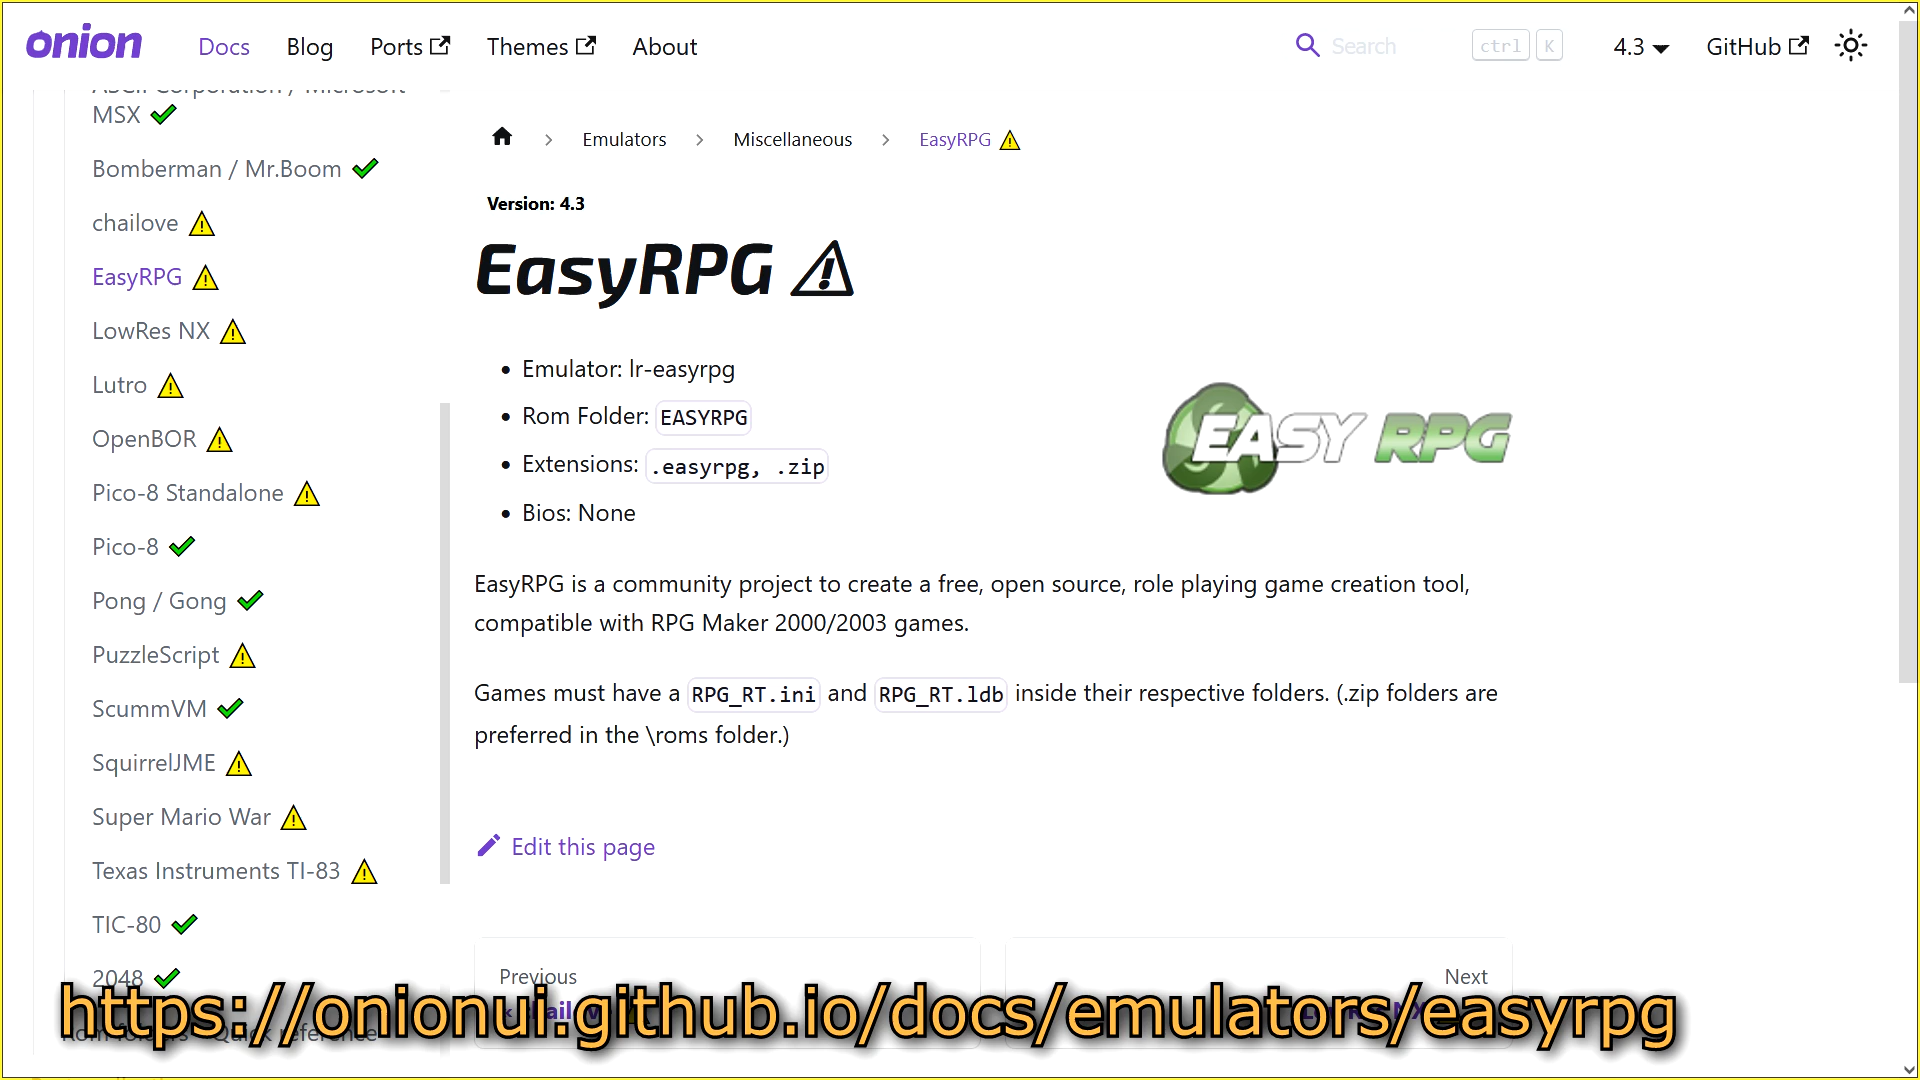 onion
Docs
Blog
Ports
Themes
About
Search
ctrl K
4.3
GitHub
MSX
Bomberman / Mr.Boom
chailove
EasyRPG
LowRes NX
Lutro
OpenBOR
Pico-8 Standalone
Pico-8
Pong / Gong
PuzzleScript
ScummVM
SquirrelJME
Super Mario War
Texas Instruments TI-83
TIC-80
2048
Emulators
Miscellaneous
EasyRPG
Version: 4.3
EasyRPG
Emulator: lr-easyrpg
Rom Folder: EASYRPG
Extensions: .easyrpg, .zip
Bios: None
EASY RPG
EasyRPG is a community project to create a free, open source, role playing game creation tool,
compatible with RPG Maker 2000/2003 games.
Games must have a RPG_RT.ini and RPG_RT.ldb inside their respective folders. (.zip folders are
preferred in the \roms folder.)
Edit this page
Previous
Next
https://onionui.github.io/docs/emulators/easyrpg